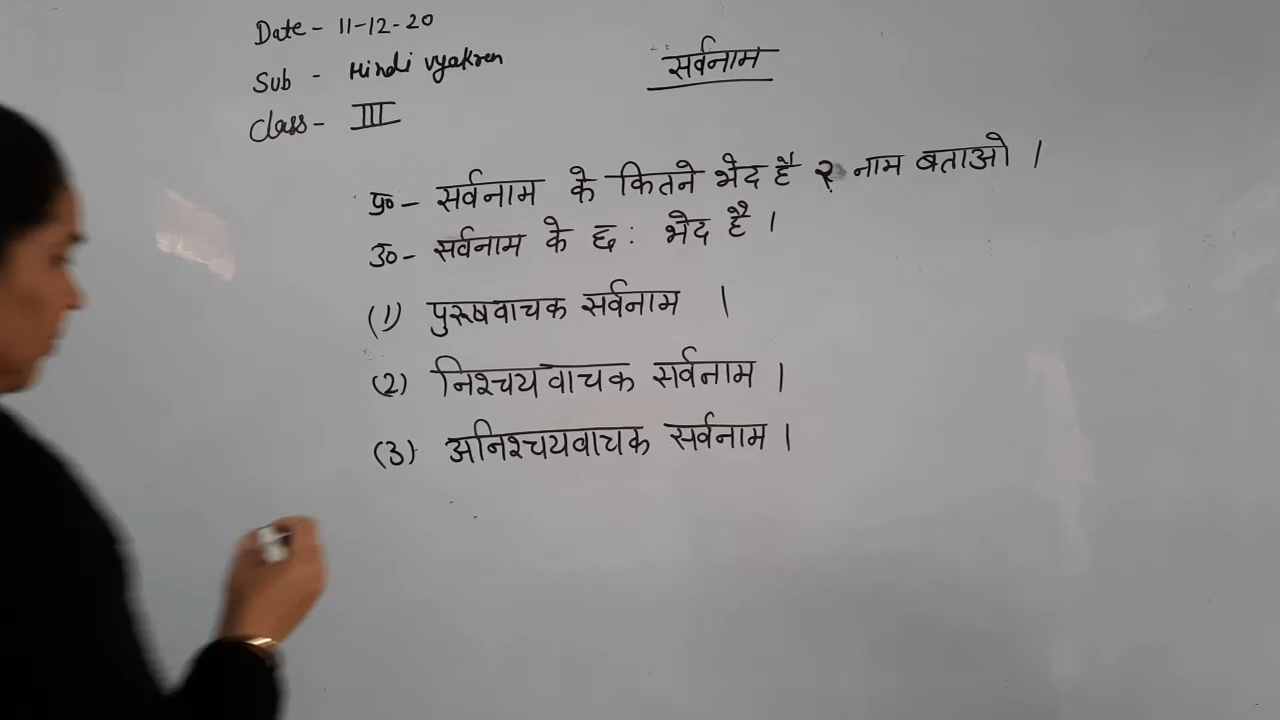 Date - 11-12-20
Sub - Hindi vyakren
Class - III
सर्वनाम
प्र० - सर्वनाम के कितने भेद है ? नाम बताओ ।
उ० - सर्वनाम के छ: भेद है ।
(1) पुरूषवाचक सर्वनाम ।
(2) निश्चयवाचक सर्वनाम ।
(3) अनिश्चयवाचक सर्वनाम ।